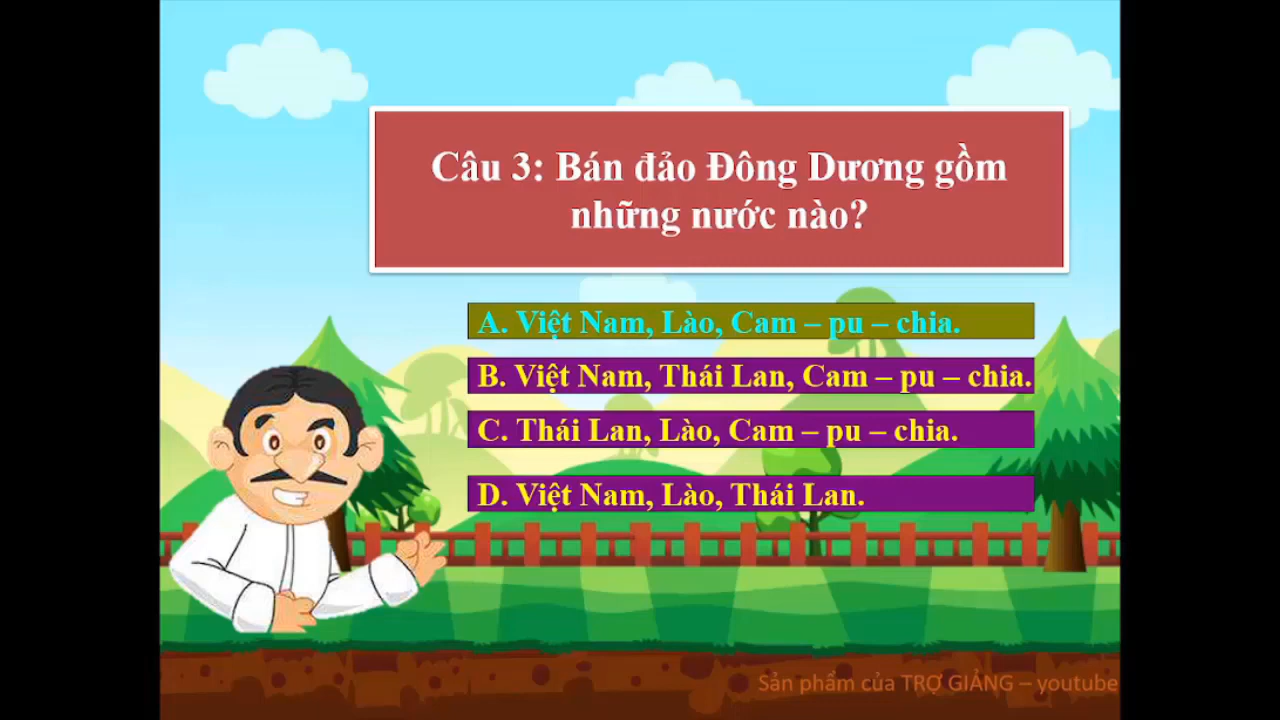 Câu 3: Bán đảo Đông Dương gồm
những nước nào?
A. Việt Nam, Lào, Cam – pu – chia.
B. Việt Nam, Thái Lan, Cam – pu – chia.
C. Thái Lan, Lào, Cam – pu – chia.
D. Việt Nam, Lào, Thái Lan.
Sản phẩm của TRỢ GIẢNG – youtube